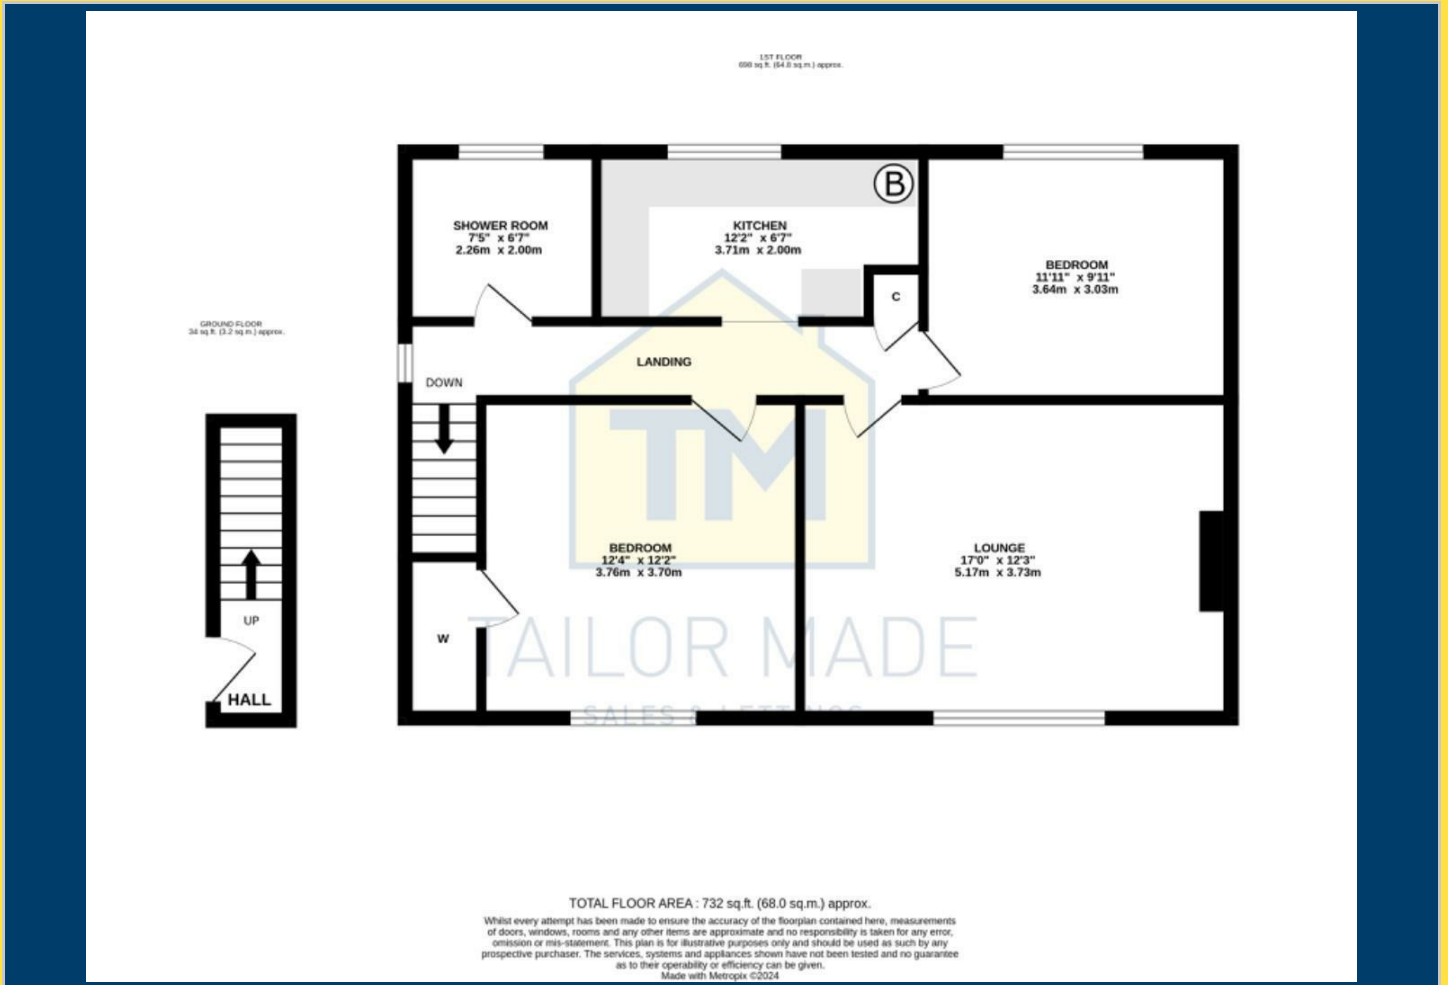 1ST FLOOR
698 sq.ft. (64.8 sq.m.) approx.
SHOWER ROOM
7'5" x 6'7"
2.26m x 2.00m
KITCHEN
12'2" x 6'7"
3.71m x 2.00m
B
BEDROOM
11'11" x 9'11"
3.64m x 3.03m
C
GROUND FLOOR
34 sq.ft. (3.2 sq.m.) approx.
LANDING
DOWN
TM
BEDROOM
12'4" x 12'2"
3.76m x 3.70m
LOUNGE
17'0" x 12'3"
5.17m x 3.73m
UP
W
TAILOR MADE
HALL
SALES & LETTINGS
TOTAL FLOOR AREA : 732 sq.ft. (68.0 sq.m.) approx.
Whilst every attempt has been made to ensure the accuracy of the floorplan contained here, measurements
of doors, windows, rooms and any other items are approximate and no responsibility is taken for any error,
omission or mis-statement. This plan is for illustrative purposes only and should be used as such by any
prospective purchaser. The services, systems and appliances shown have not been tested and no guarantee
as to their operability or efficiency can be given.
Made with Metropix ©2024